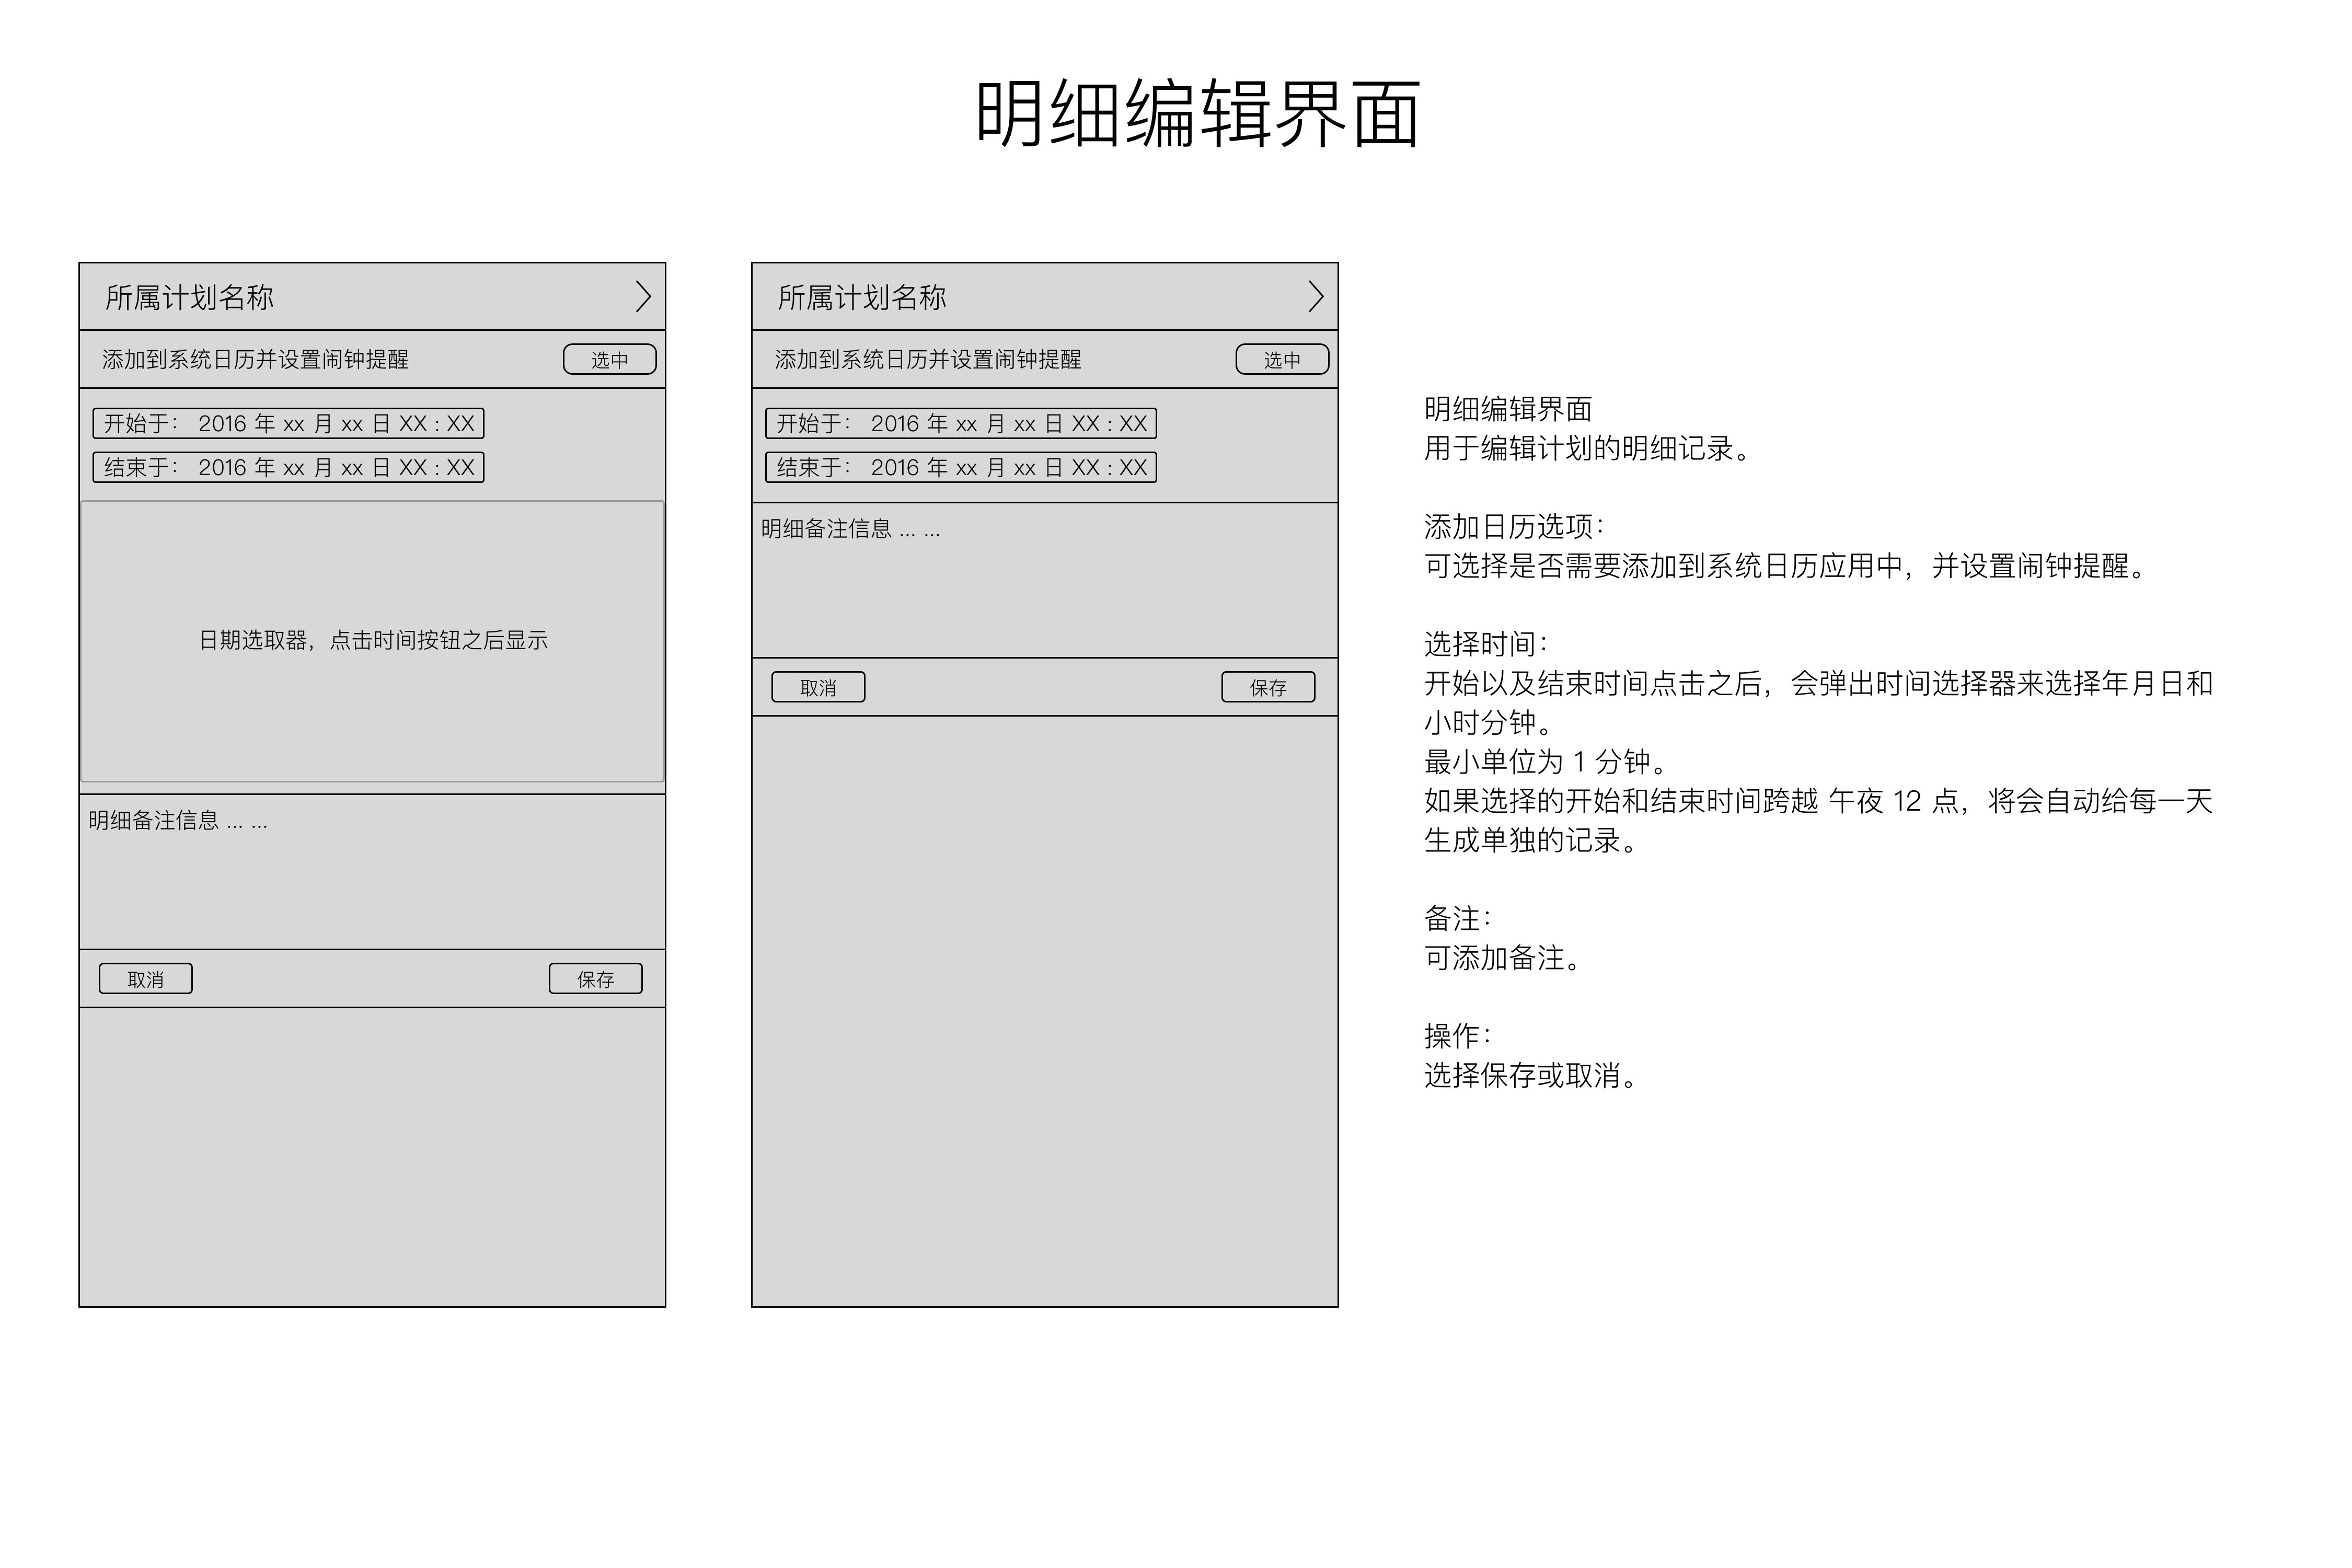 明细编辑界面
所属计划名称
添加到系统日历并设置闹钟提醒
选中
开始于： 2016 年 xx 月 xx 日 XX : XX
结束于： 2016 年 xx 月 xx 日 XX : XX
日期选取器，点击时间按钮之后显示
明细备注信息 ... ...
取消
保存
所属计划名称
添加到系统日历并设置闹钟提醒
选中
开始于： 2016 年 xx 月 xx 日 XX : XX
结束于： 2016 年 xx 月 xx 日 XX : XX
明细备注信息 ... ...
取消
保存
明细编辑界面
用于编辑计划的明细记录。
添加日历选项：
可选择是否需要添加到系统日历应用中，并设置闹钟提醒。
选择时间：
开始以及结束时间点击之后，会弹出时间选择器来选择年月日和
小时分钟。
最小单位为 1 分钟。
如果选择的开始和结束时间跨越 午夜 12 点，将会自动给每一天
生成单独的记录。
备注：
可添加备注。
操作：
选择保存或取消。